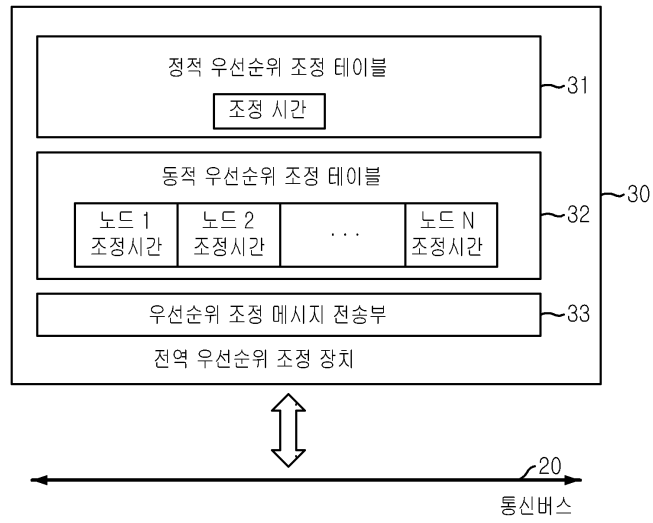 정적 우선순위 조정 테이블
조정 시간
31
동적 우선순위 조정 테이블
노드 1 조정시간
노드 2 조정시간
...
노드 N 조정시간
32
30
우선순위 조정 메시지 전송부
33
전역 우선순위 조정 장치
20
통신버스